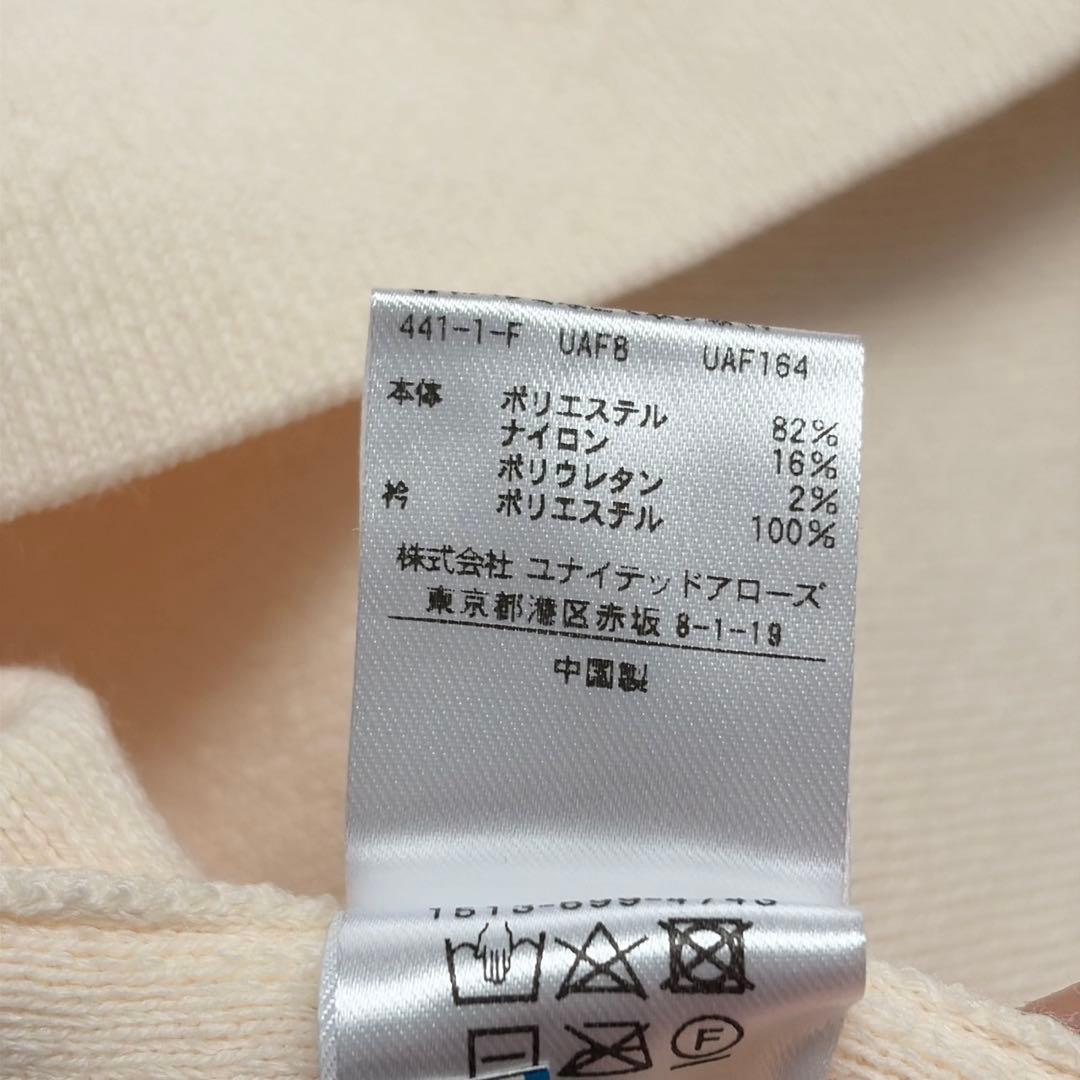 441-1-F UAF8 UAF164
本体 ポリエステル 82%
ナイロン 16%
ポリウレタン 2%
衿 ポリエステル 100%
株式会社 ユナイテッドアローズ
東京都港区赤坂 8-1-19
中国製
F